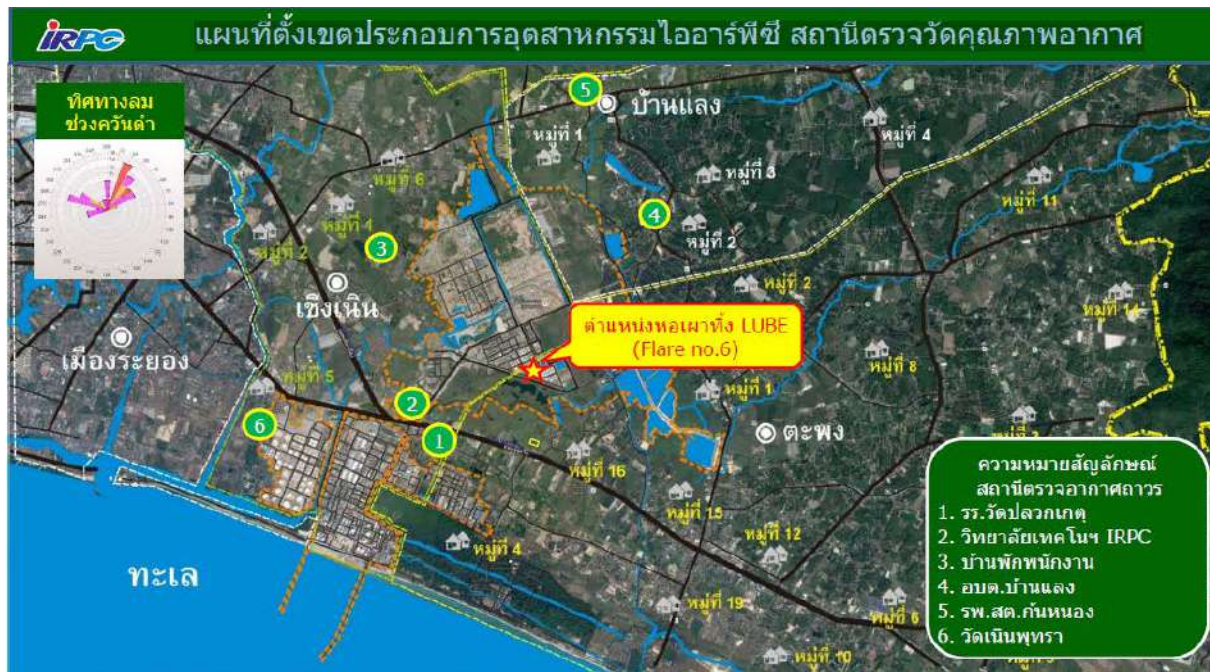 IRPC
แผนที่ตั้งเขตประกอบการอุตสาหกรรมไออาร์พีซี สถานีตรวจวัดคุณภาพอากาศ
ทิศทางลม
ช่วงควันดำ
5
บ้านแลง
หมู่ที่ 1
หมู่ที่ 4
หมู่ที่ 6
หมู่ที่ 3
หมู่ที่ 11
4
หมู่ที่ 1
หมู่ที่ 2
3
หมู่ที่ 2
เชิงเนิน
หมู่ที่ 2
หมู่ที่ 14
ตำแหน่งหอเผาทิ้ง LUBE
(Flare no.6)
เมืองระยอง
หมู่ที่ 8
หมู่ที่ 5
หมู่ที่ 1
2
6
1
ตะพง
หมู่ที่ 16
หมู่ที่ 4
หมู่ที่ 12
ทะเล
หมู่ที่ 19
หมู่ที่ 6
หมู่ที่ 10
ความหมายสัญลักษณ์
สถานีตรวจอากาศถาวร
1. รร.วัดปลวกเกตุ
2. วิทยาลัยเทคโนฯ IRPC
3. บ้านพักพนักงาน
4. อบต.บ้านแลง
5. รพ.สต.ก้นหนอง
6. วัดเนินพุทรา